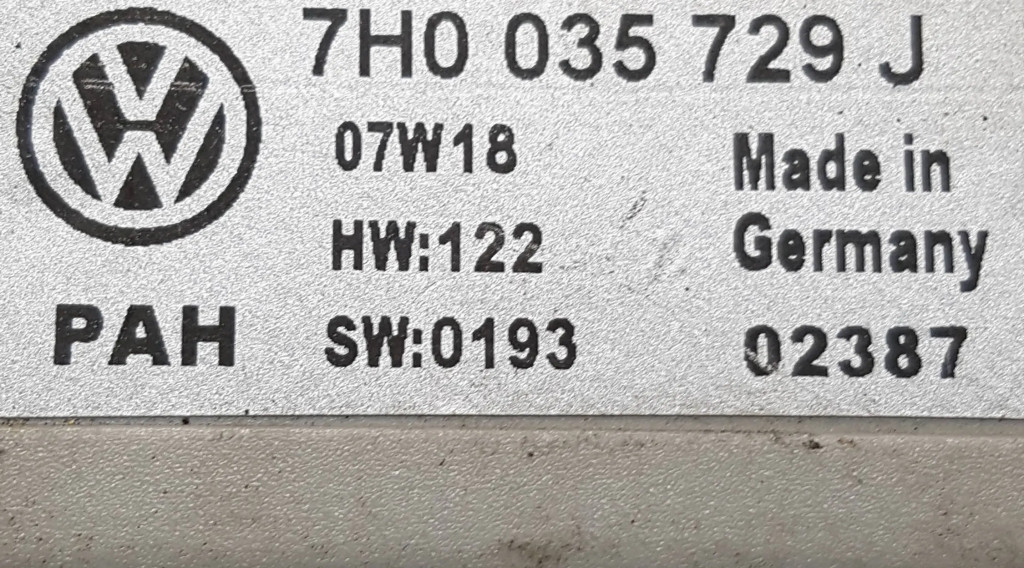 7H0 035 729 J
07W18
Made in
HW:122
Germany
PAH
SW:0193
02387